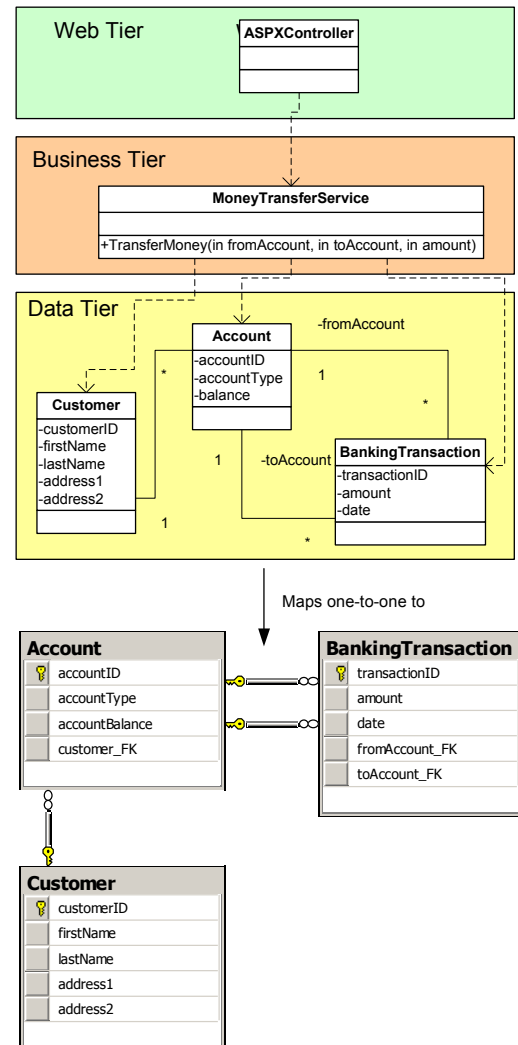 Web Tier
ASPXController
Business Tier
MoneyTransferService
+TransferMoney(in fromAccount, in toAccount, in amount)
Data Tier
-fromAccount
Account
-accountID
-accountType
-balance
*
1
*
Customer
-customerID
-firstName
-lastName
-address1
-address2
1
1
-toAccount
BankingTransaction
-transactionID
-amount
-date
*
Maps one-to-one to
Account
accountID
accountType
accountBalance
customer_FK
BankingTransaction
transactionID
amount
date
fromAccount_FK
toAccount_FK
Customer
customerID
firstName
lastName
address1
address2